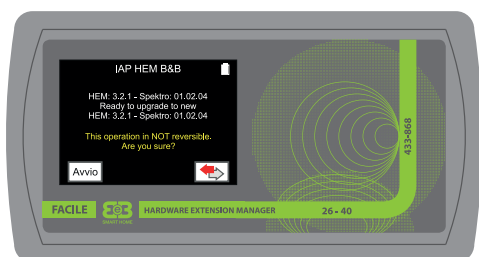 IAP HEM B&B
HEM: 3.2.1 - Spektro: 01.02.04
Ready to upgrade to new
HEM: 3.2.1 - Spektro: 01.02.04
This operation in NOT reversible.
Are you sure?
Avvio
433-868
FACILE
SMART HOME
HARDWARE EXTENSION MANAGER
26 - 40